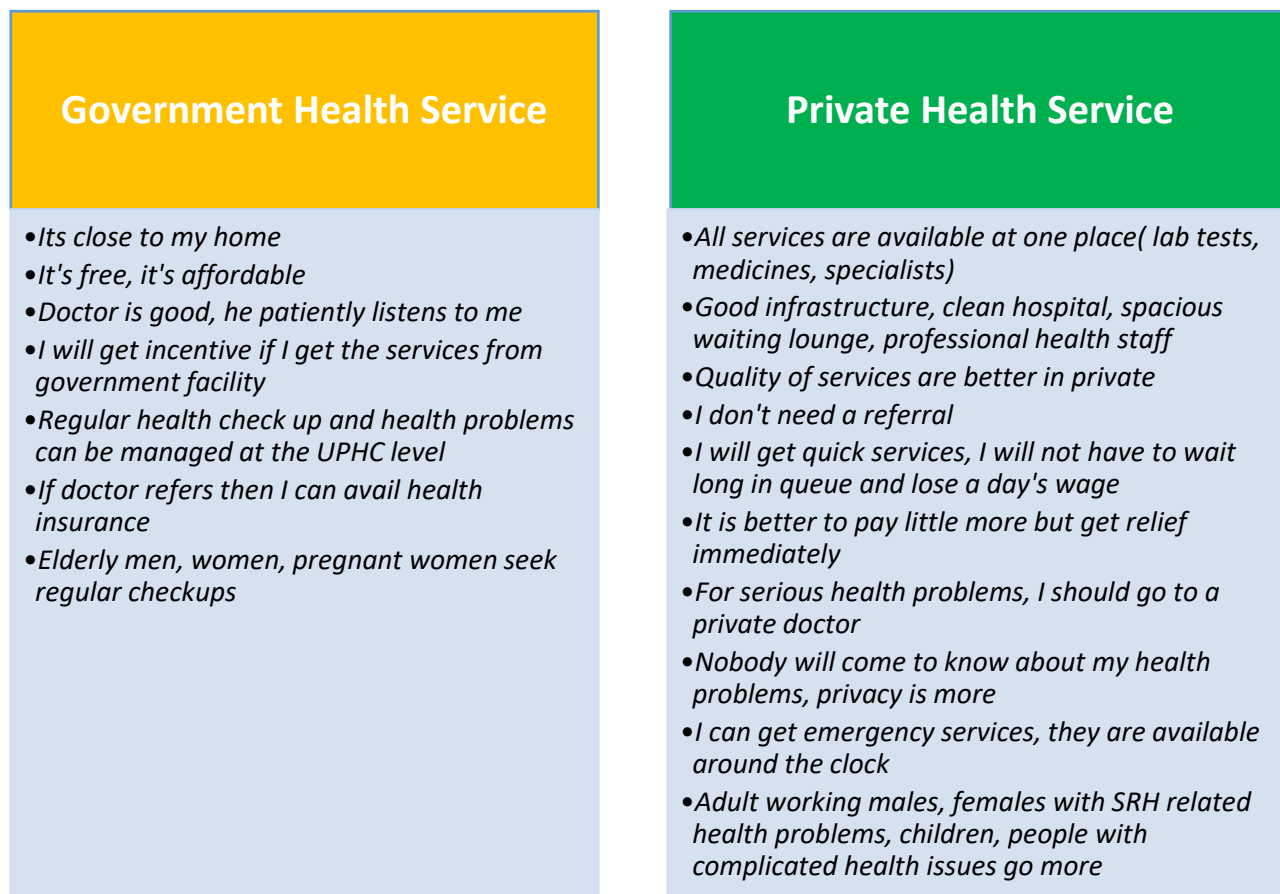 Government Health Service
•Its close to my home
•It's free, it's affordable
•Doctor is good, he patiently listens to me
•I will get incentive if I get the services from
government facility
•Regular health check up and health problems
can be managed at the UPHC level
•If doctor refers then I can avail health
insurance
•Elderly men, women, pregnant women seek
regular checkups
Private Health Service
•All services are available at one place( lab tests,
medicines, specialists)
•Good infrastructure, clean hospital, spacious
waiting lounge, professional health staff
•Quality of services are better in private
•I don't need a referral
•I will get quick services, I will not have to wait
long in queue and lose a day's wage
•It is better to pay little more but get relief
immediately
•For serious health problems, I should go to a
private doctor
•Nobody will come to know about my health
problems, privacy is more
•I can get emergency services, they are available
around the clock
•Adult working males, females with SRH related
health problems, children, people with
complicated health issues go more